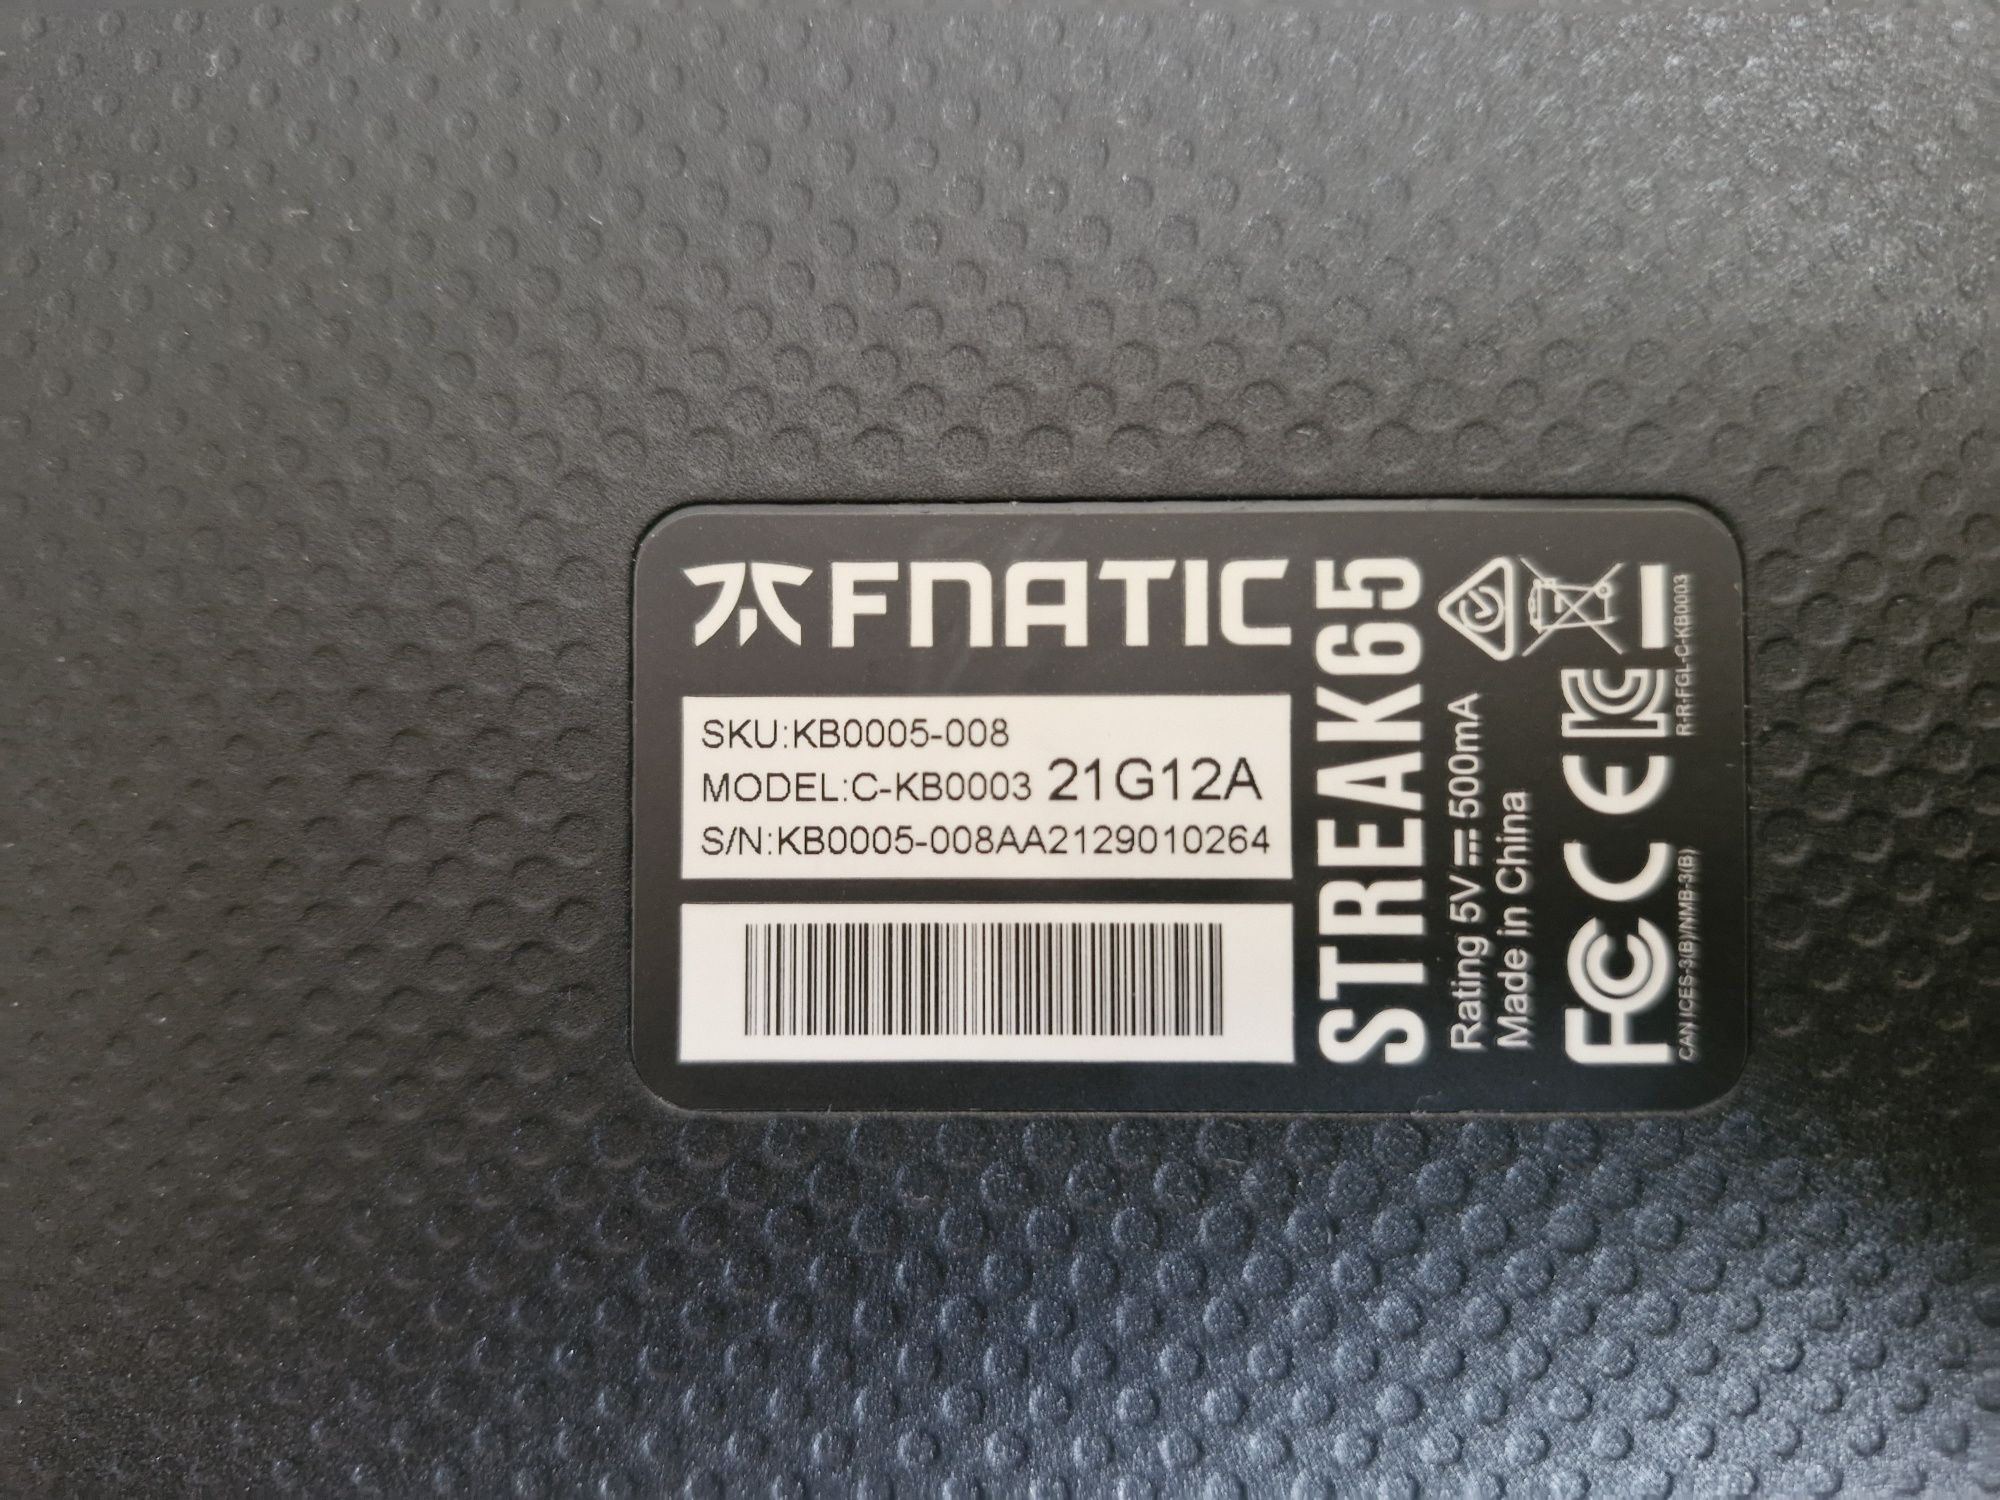 FNATIC
SKU:KB0005-008
MODEL:C-KB0003 21G12A
S/N:KB0005-008AA2129010264
STREAK65
Rating 5V⎓500mA
Made in China
FCC CE
R-R-FGL-C-KB0003
CAN ICES-3(B)/NMB-3(B)